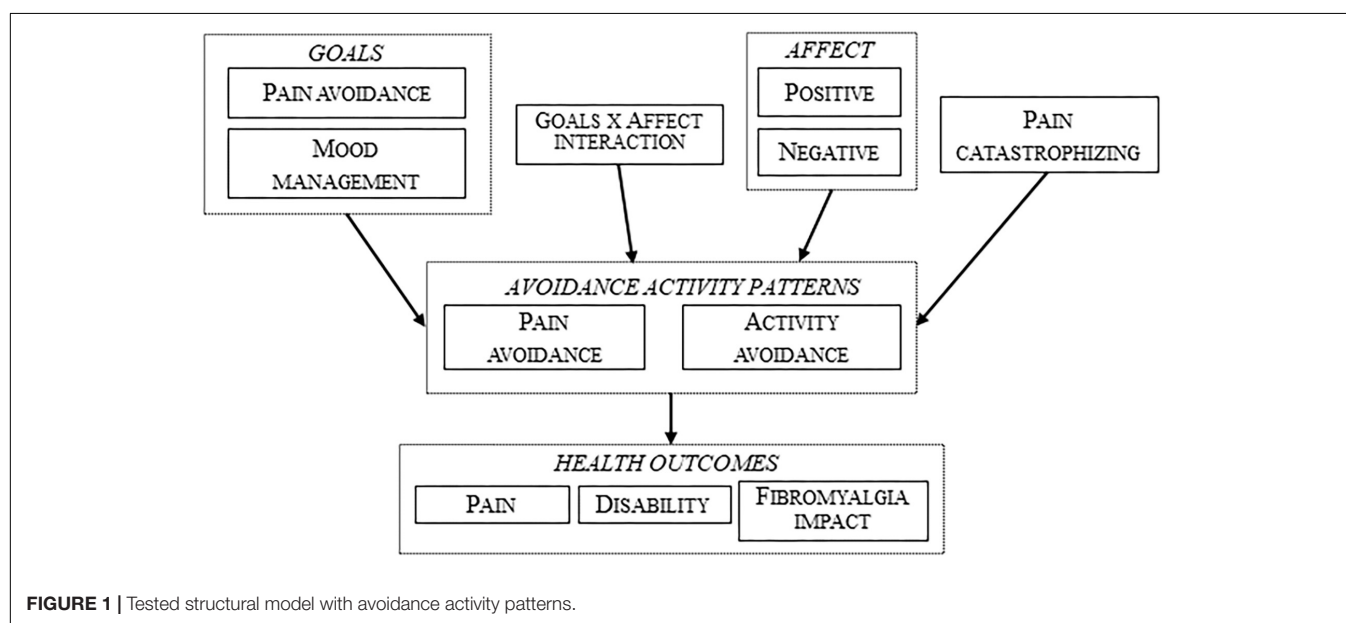 GOALS
PAIN AVOIDANCE
MOOD
MANAGEMENT
GOALS X AFFECT
INTERACTION
AFFECT
POSITIVE
NEGATIVE
PAIN
CATASTROPHIZING
AVOIDANCE ACTIVITY PATTERNS
PAIN
AVOIDANCE
ACTIVITY
AVOIDANCE
HEALTH OUTCOMES
PAIN
DISABILITY
FIBROMYALGIA
IMPACT
FIGURE 1 | Tested structural model with avoidance activity patterns.